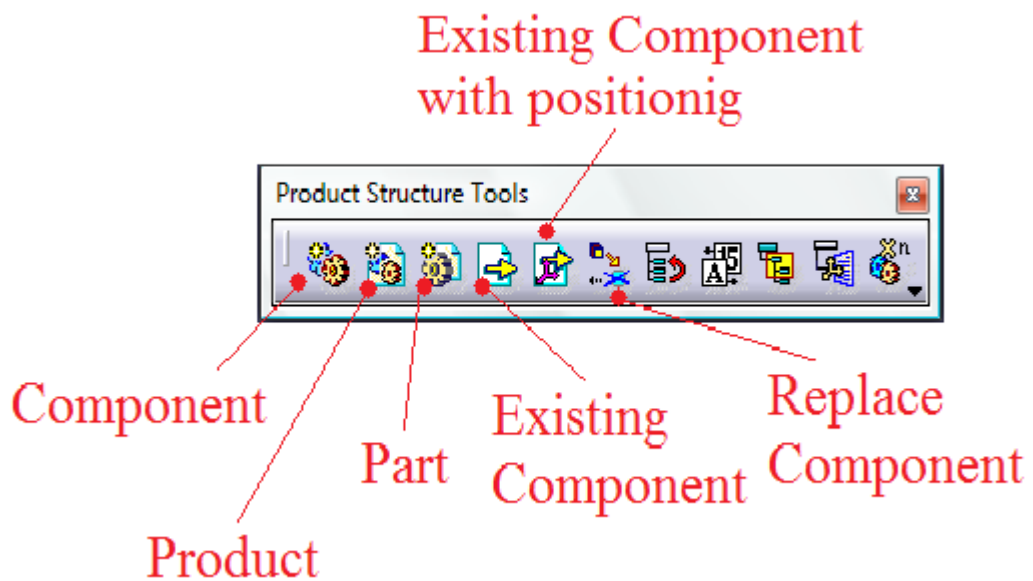 Existing Component
with positionig
Product Structure Tools
Component
Product
Part
Existing
Component
Replace
Component